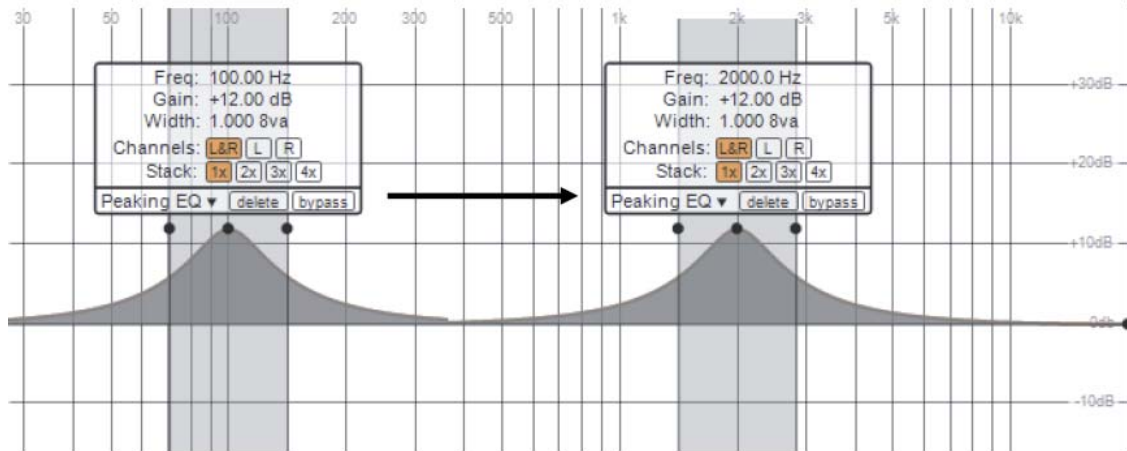 30 50 100 200 300 500 1k 2k 3k 5k 10k
Freq: 100.00 Hz
Gain: +12.00 dB
Width: 1.000 8va
Channels: L&R L R
Stack: 1x 2x 3x 4x
Peaking EQ ▼ delete bypass
Freq: 2000.0 Hz
Gain: +12.00 dB
Width: 1.000 8va
Channels: L&R L R
Stack: 1x 2x 3x 4x
Peaking EQ ▼ delete bypass
+30dB
+20dB
+10dB
0db
-10dB